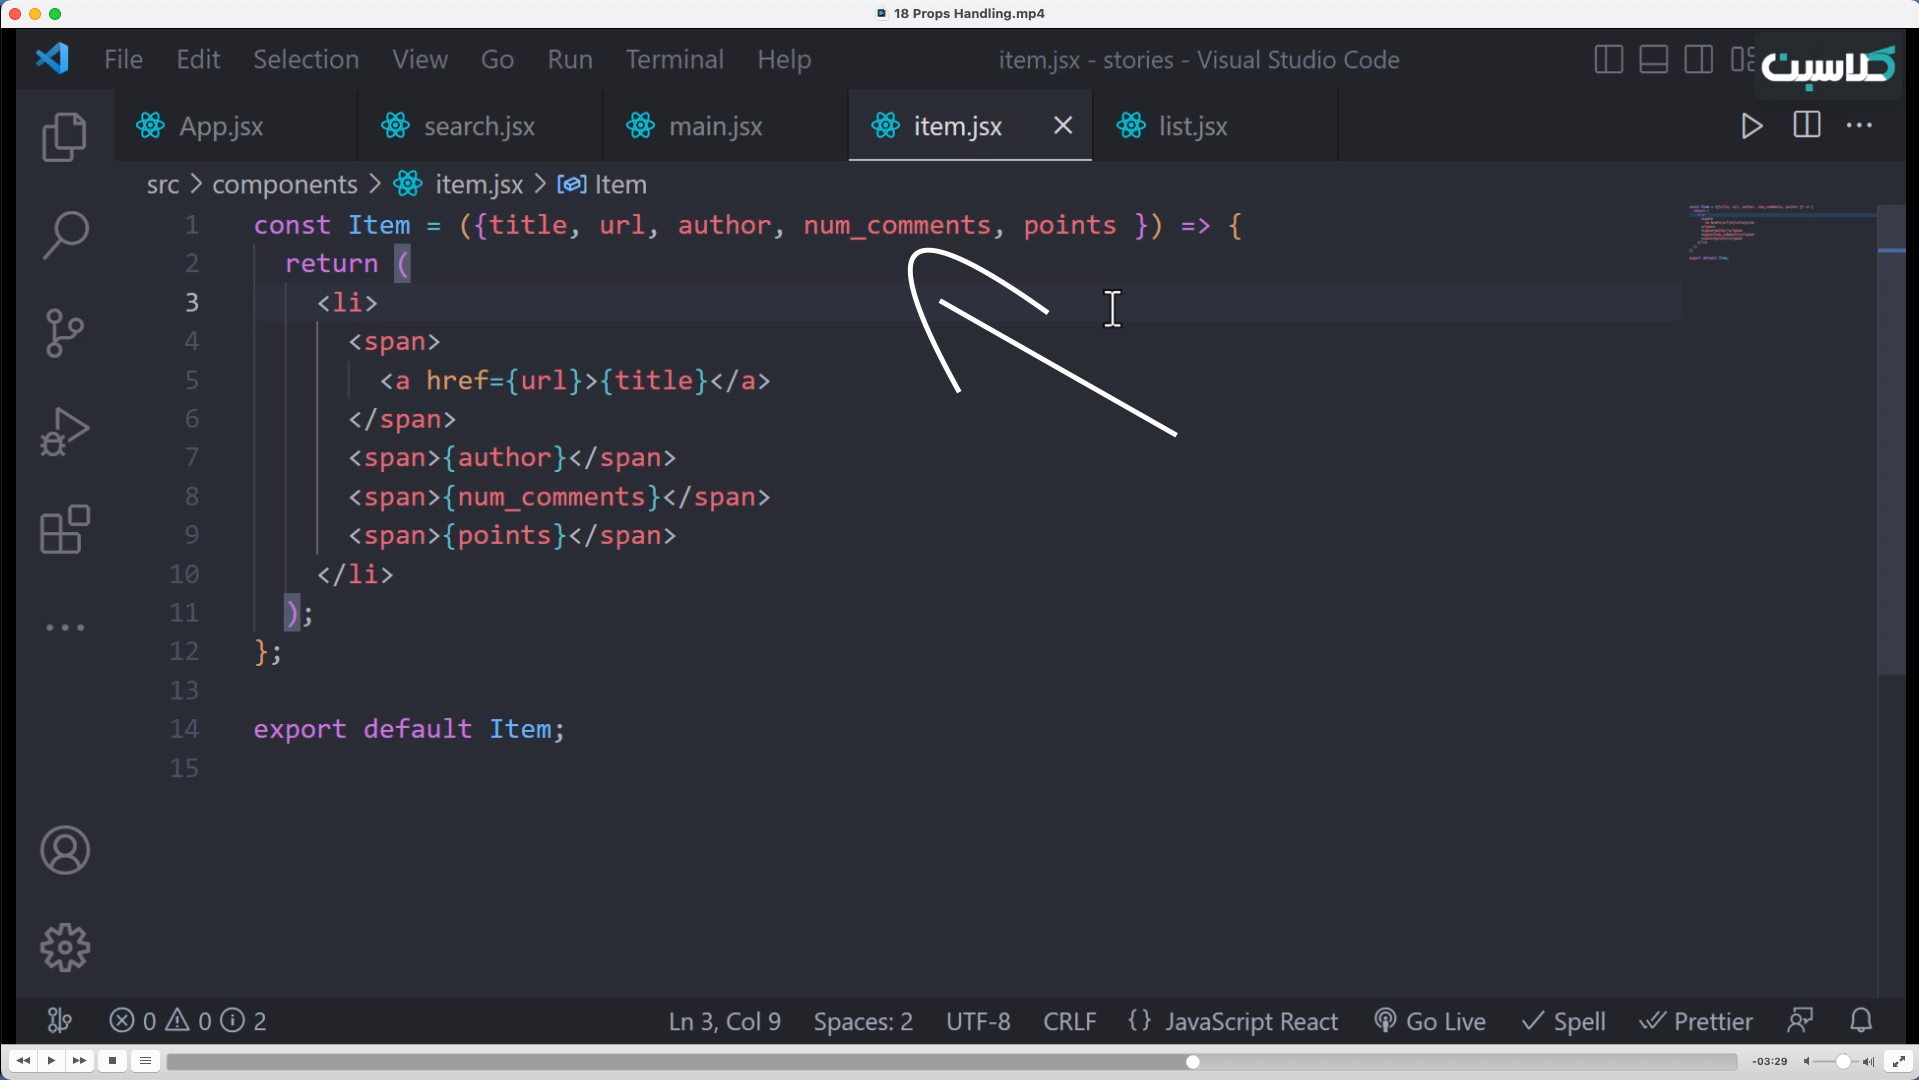 18 Props Handling.mp4
File Edit Selection View Go Run Terminal Help item.jsx - stories - Visual Studio Code
کلاسیت
App.jsx search.jsx main.jsx item.jsx list.jsx
src > components > item.jsx > Item
1 const Item = ({title, url, author, num_comments, points }) => {
2 return (
3 <li>
4 <span>
5 <a href={url}>{title}</a>
6 </span>
7 <span>{author}</span>
8 <span>{num_comments}</span>
9 <span>{points}</span>
10 </li>
11 );
12 };
13
14 export default Item;
15
0 0 2 Ln 3, Col 9 Spaces: 2 UTF-8 CRLF {} JavaScript React Go Live Spell Prettier
-03:29